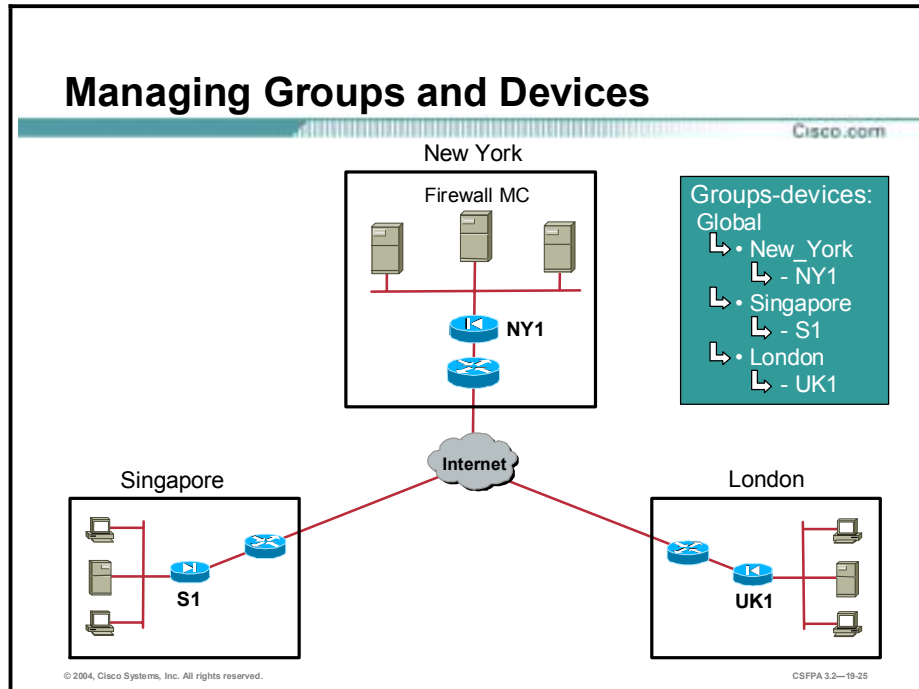 Managing Groups and Devices
Cisco.com
New York
Firewall MC
NY1
Groups-devices:
Global
• New_York
- NY1
• Singapore
- S1
• London
- UK1
Internet
Singapore
S1
London
UK1
© 2004, Cisco Systems, Inc. All rights reserved.
CSFPA 3.2—19-25